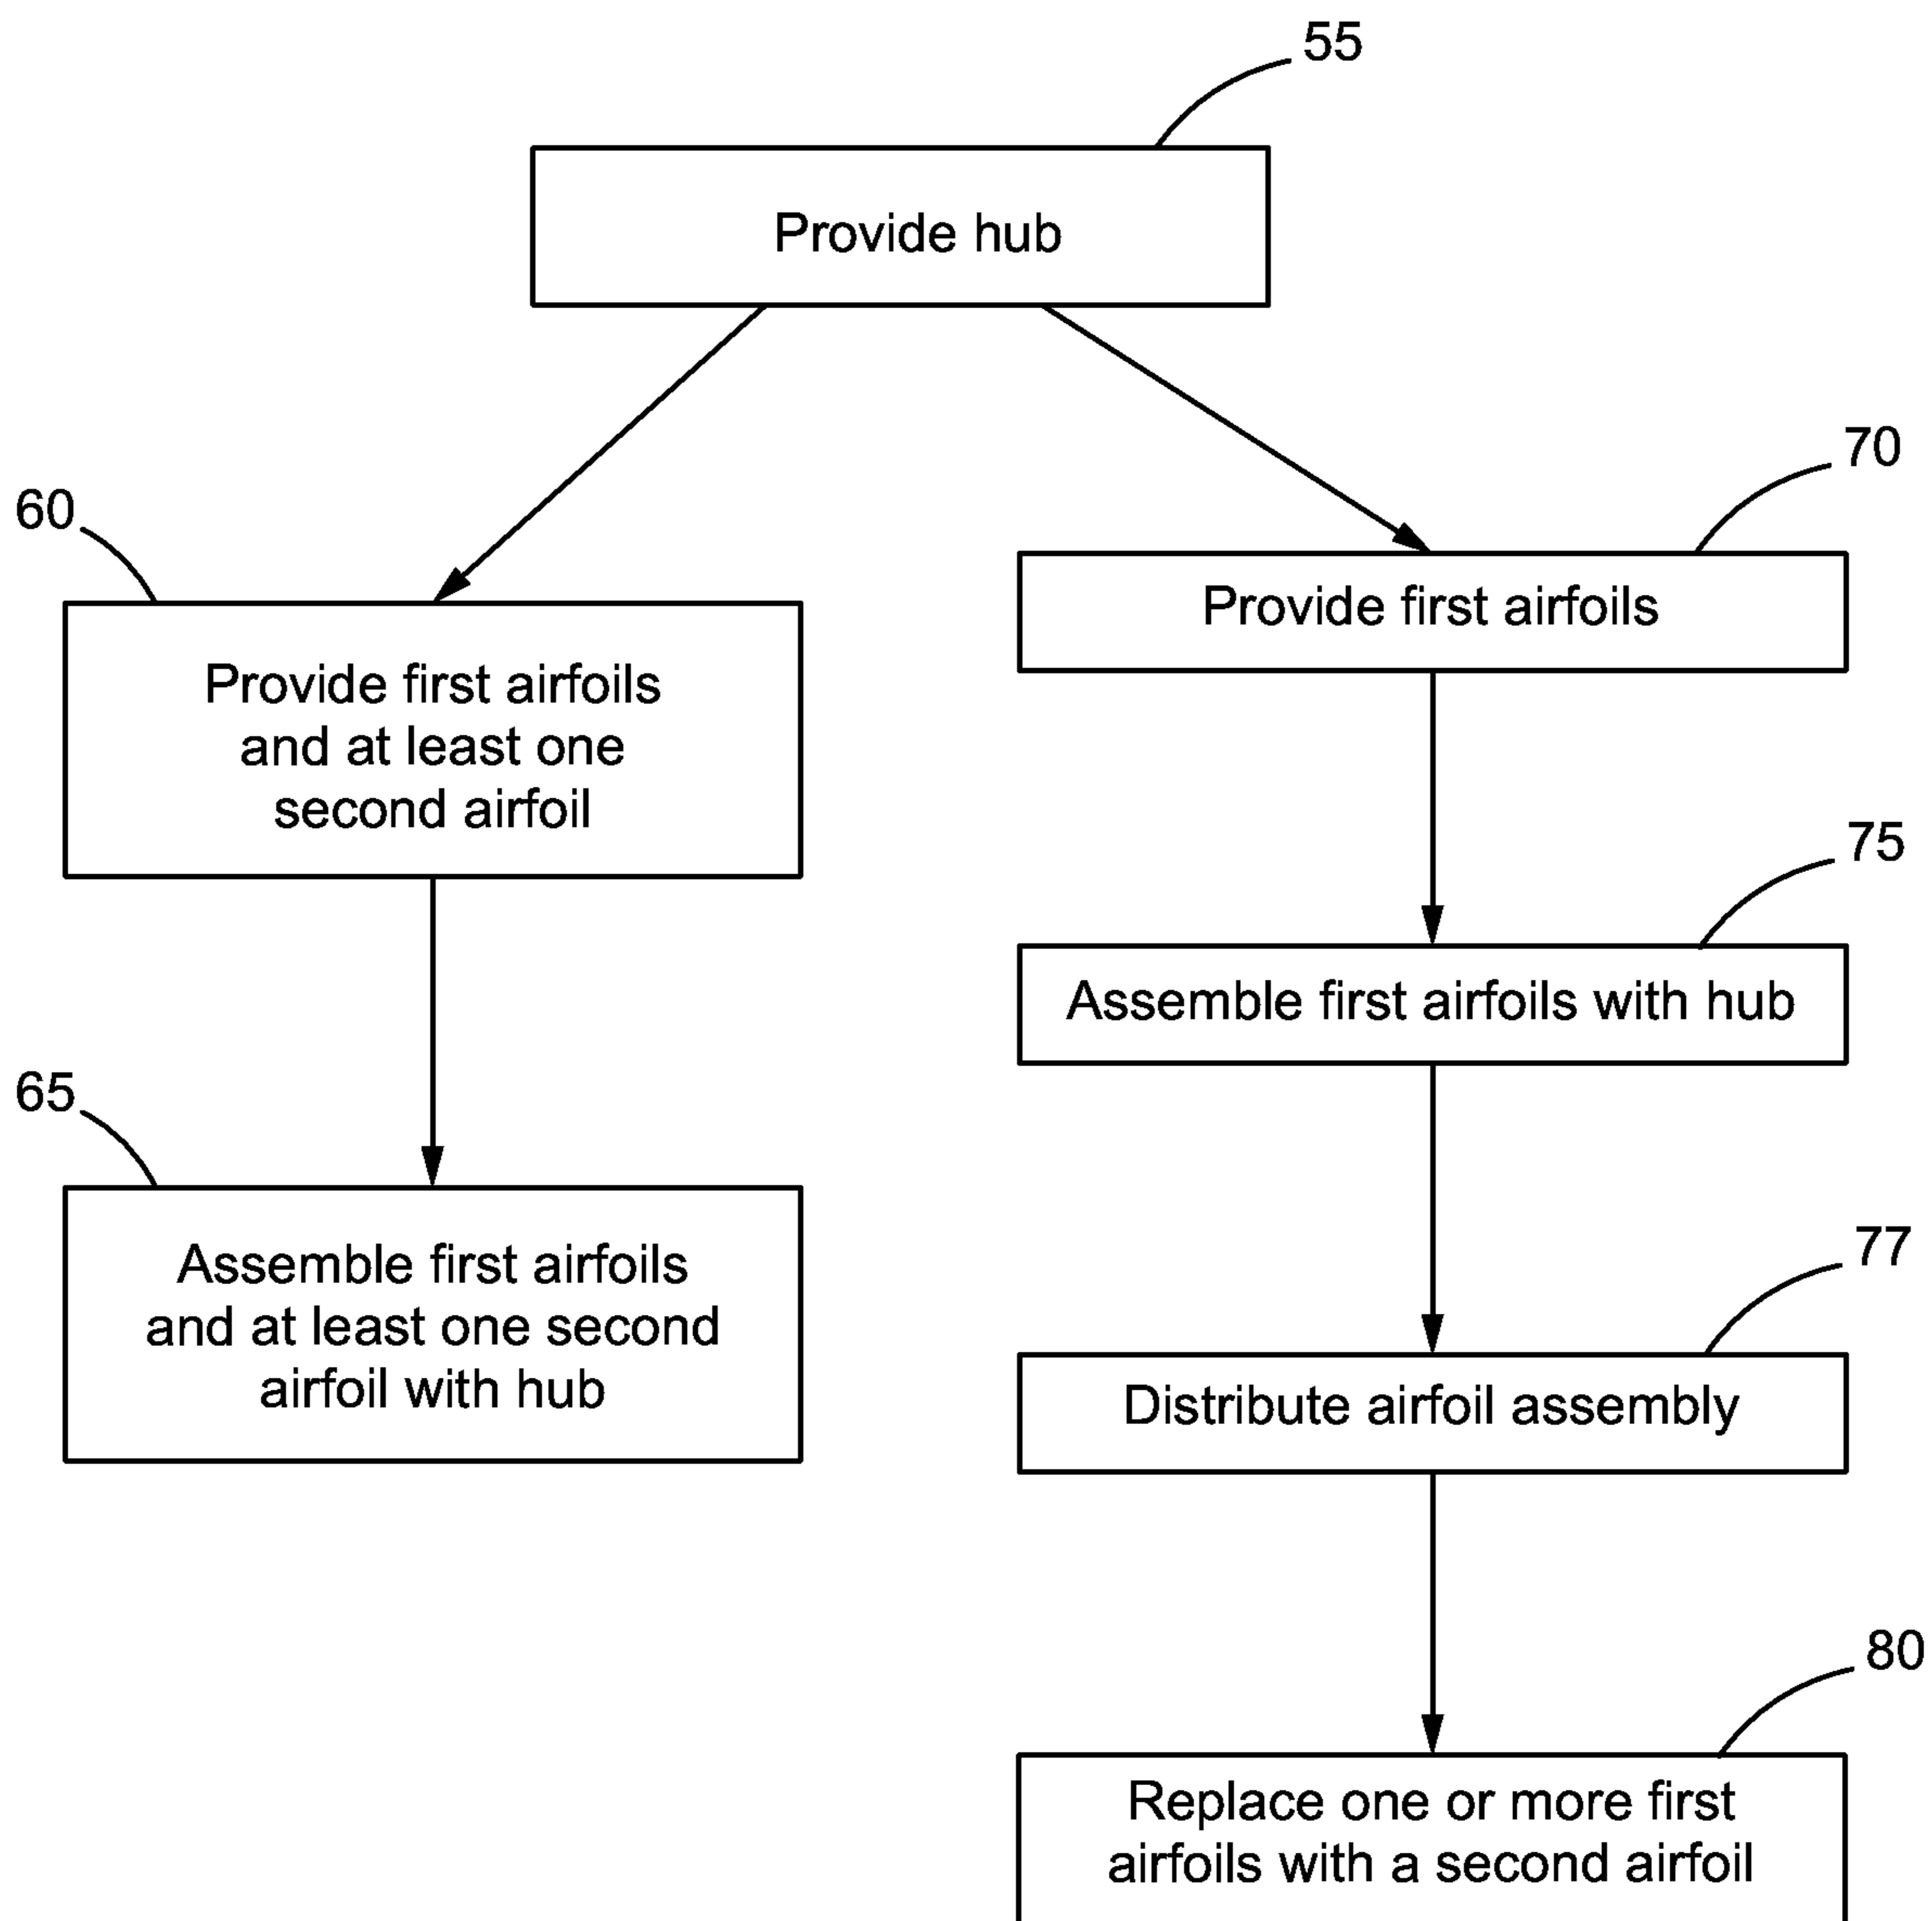 55
Provide hub
60
Provide first airfoils
and at least one
second airfoil
65
Assemble first airfoils
and at least one second
airfoil with hub
70
Provide first airfoils
75
Assemble first airfoils with hub
77
Distribute airfoil assembly
80
Replace one or more first
airfoils with a second airfoil